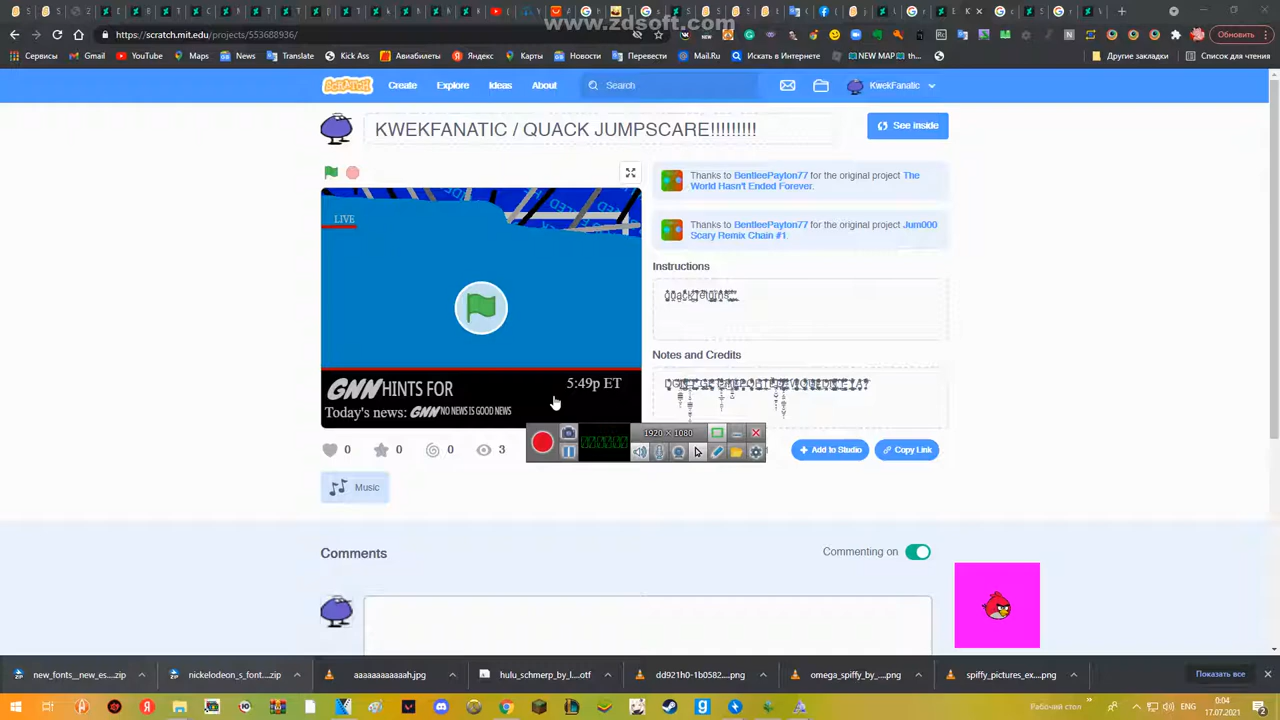 www.zdsoft.com
https://scratch.mit.edu/projects/553688936/
Обновить
Сервисы Gmail YouTube Maps News Translate Kick Ass Авиабилеты Яндекс Карты Новости Перевести Mail.Ru Искать в Интернете NEW MAP Другие закладки Список для чтения
SCRATCH Create Explore Ideas About Search KwekFanatic
KWEKFANATIC / QUACK JUMPSCARE!!!!!!!!!
See inside
Thanks to BentleePayton77 for the original project The
World Hasn't Ended Forever.
LIVE
Thanks to BentleePayton77 for the original project Jum000
Scary Remix Chain #1.
Instructions
Notes and Credits
GNN HINTS FOR
5:49p ET
Today's news: GNN NO NEWS IS GOOD NEWS
1920 × 1080
0 0 0 3
Add to Studio
Copy Link
Music
Comments
Commenting on
new_fonts__new_es....zip
nickelodeon_s_font....zip
aaaaaaaaaaaah.jpg
hulu_schmerp_by_l....otf
dd921h0-1b0582....png
omega_spiffy_by_....png
spiffy_pictures_ex....png
Показать все
Рабочий стол
ENG
0:04
17.07.2021